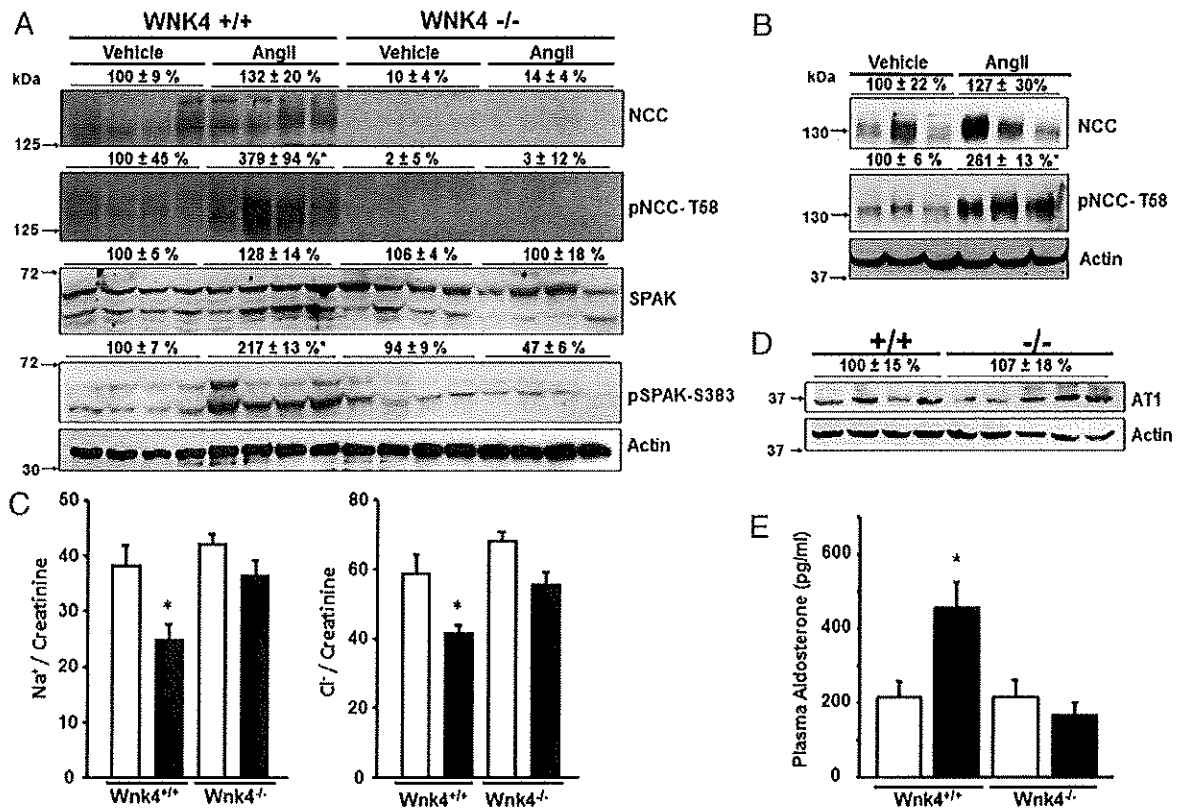 A
WNK4 +/+ WNK4 -/-
Vehicle AngII Vehicle AngII
kDa 100 ± 9 % 132 ± 20 % 10 ± 4 % 14 ± 4 %
NCC
125
100 ± 45 % 379 ± 94 %* 2 ± 5 % 3 ± 12 %
pNCC-T58
125
100 ± 5 % 128 ± 14 % 106 ± 4 % 100 ± 18 %
72
SPAK
100 ± 7 % 217 ± 13 %* 94 ± 9 % 47 ± 6 %
72
pSPAK-S383
Actin
30
B
Vehicle AngII
kDa 100 ± 22 % 127 ± 30%
130 NCC
100 ± 6 % 261 ± 13 %*
130 pNCC-T58
Actin
37
D
+/+ -/-
100 ± 15 % 107 ± 18 %
37 AT1
Actin
37
C
50
40
30
20
10
0
Na⁺ / Creatinine
*
Wnk4⁺/⁺ Wnk4⁻/⁻
80
60
40
20
0
Cl⁻ / Creatinine
*
Wnk4⁺/⁺ Wnk4⁻/⁻
E
600
400
200
0
Plasma Aldosterone (pg/ml)
*
Wnk4⁺/⁺ Wnk4⁻/⁻